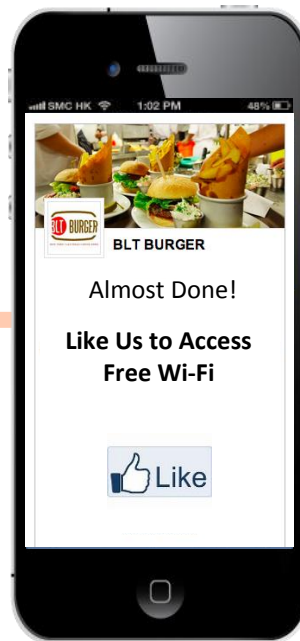 SMC HK 1:02 PM 48%
BLT BURGER
BLT BURGER
Almost Done!
Like Us to Access
Free Wi-Fi
Like